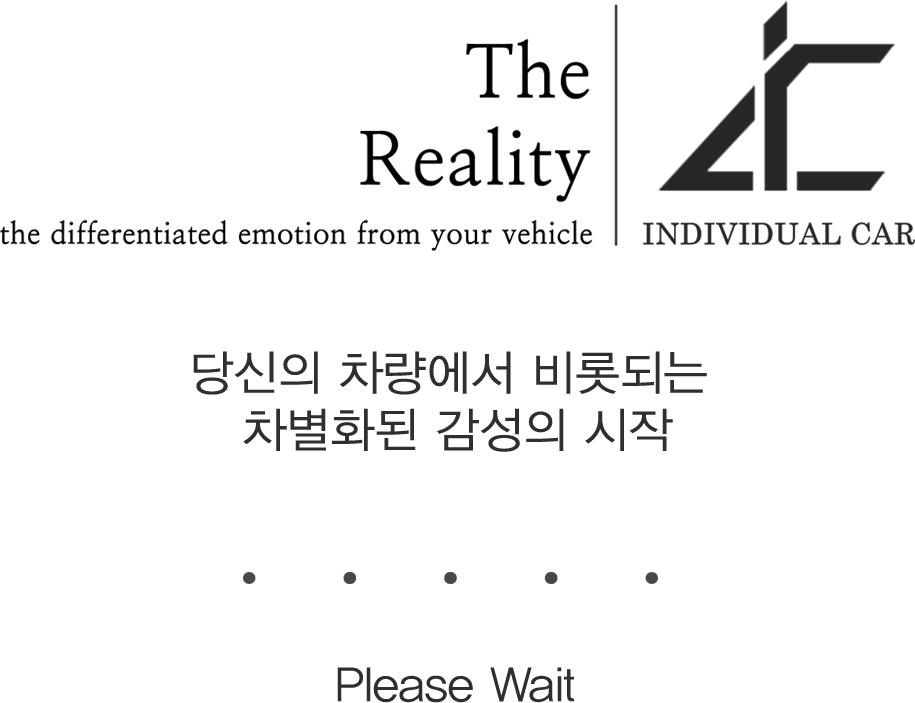 The
Reality
the differentiated emotion from your vehicle
INDIVIDUAL CAR
당신의 차량에서 비롯되는
차별화된 감성의 시작
Please Wait